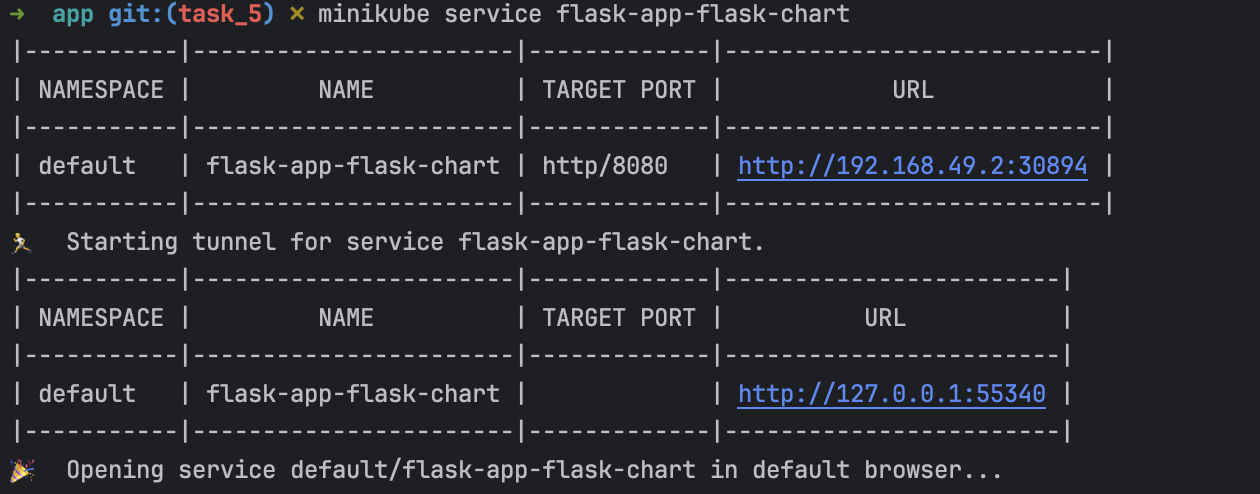 ➜  app git:(task_5) ✗ minikube service flask-app-flask-chart
|-----------|-----------------------|-------------|---------------------------|
| NAMESPACE |         NAME          | TARGET PORT |            URL            |
|-----------|-----------------------|-------------|---------------------------|
| default   | flask-app-flask-chart | http/8080   | http://192.168.49.2:30894 |
|-----------|-----------------------|-------------|---------------------------|
🏃  Starting tunnel for service flask-app-flask-chart.
|-----------|-----------------------|-------------|------------------------|
| NAMESPACE |         NAME          | TARGET PORT |          URL           |
|-----------|-----------------------|-------------|------------------------|
| default   | flask-app-flask-chart |             | http://127.0.0.1:55340 |
|-----------|-----------------------|-------------|------------------------|
🎉  Opening service default/flask-app-flask-chart in default browser...